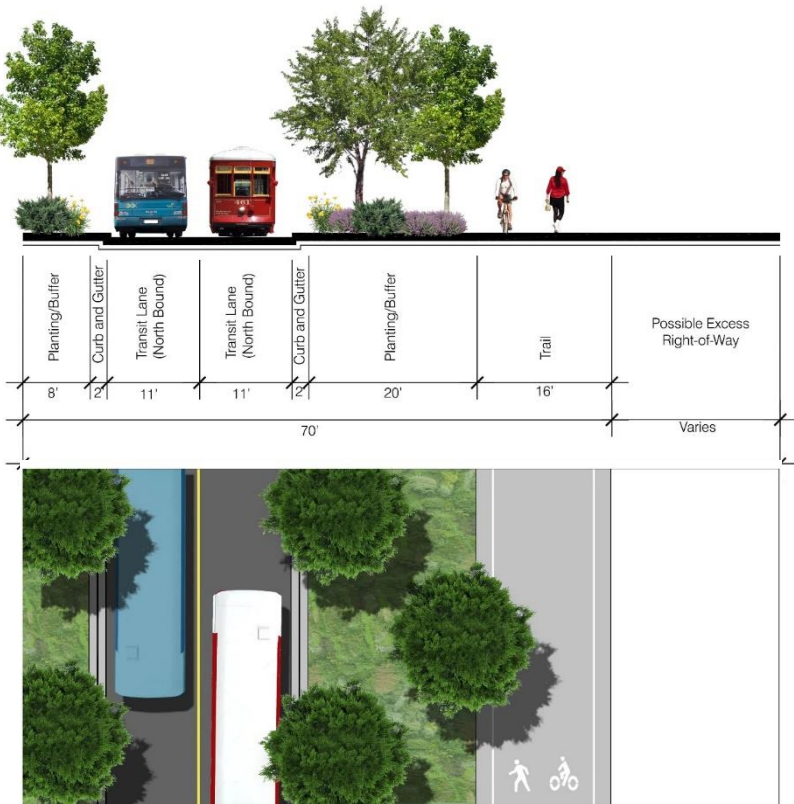 461
Planting/Buffer
Curb and Gutter
Transit Lane
(North Bound)
Transit Lane
(North Bound)
Curb and Gutter
Planting/Buffer
Trail
Possible Excess
Right-of-Way
8'
2'
11'
11'
2'
20'
16'
70'
Varies